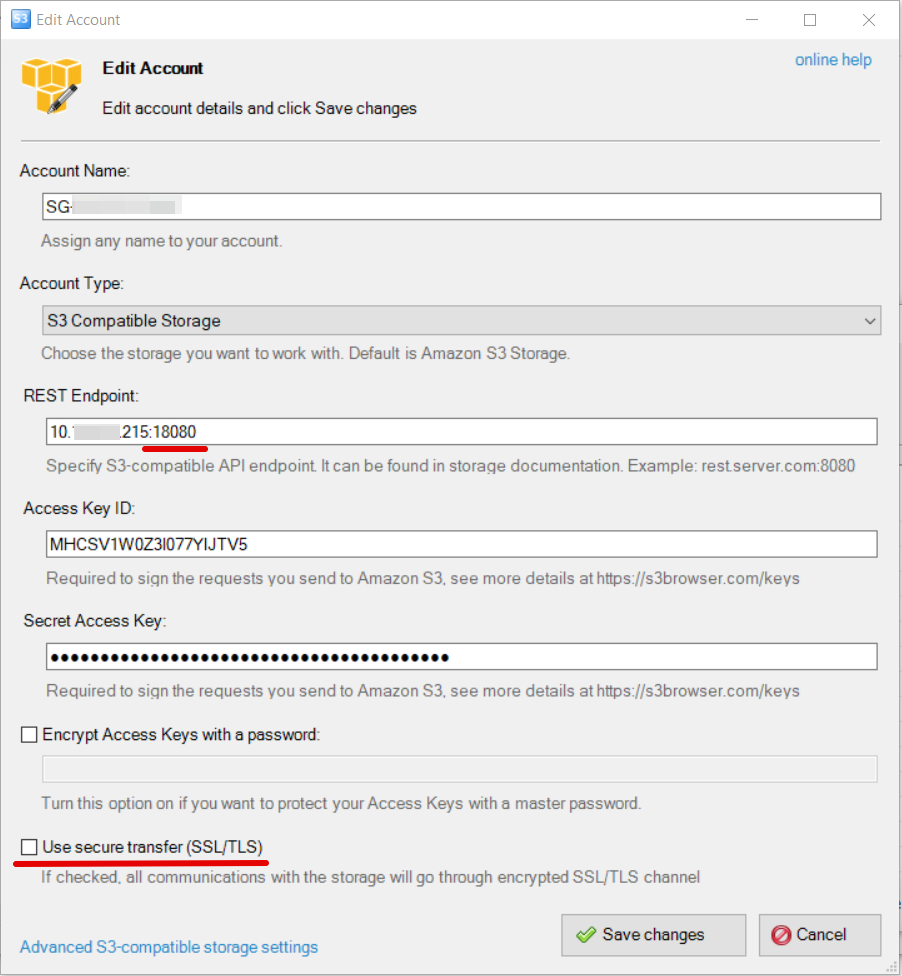 S3 Edit Account
online help
Edit Account
Edit account details and click Save changes
Account Name:
SG-
Assign any name to your account.
Account Type:
S3 Compatible Storage
Choose the storage you want to work with. Default is Amazon S3 Storage.
REST Endpoint:
10. .215:18080
Specify S3-compatible API endpoint. It can be found in storage documentation. Example: rest.server.com:8080
Access Key ID:
MHCSV1W0Z3I077YIJTV5
Required to sign the requests you send to Amazon S3, see more details at https://s3browser.com/keys
Secret Access Key:
●●●●●●●●●●●●●●●●●●●●●●●●●●●●●●●●●●●●●●●●
Required to sign the requests you send to Amazon S3, see more details at https://s3browser.com/keys
Encrypt Access Keys with a password:
Turn this option on if you want to protect your Access Keys with a master password.
Use secure transfer (SSL/TLS)
If checked, all communications with the storage will go through encrypted SSL/TLS channel
Advanced S3-compatible storage settings
Save changes
Cancel